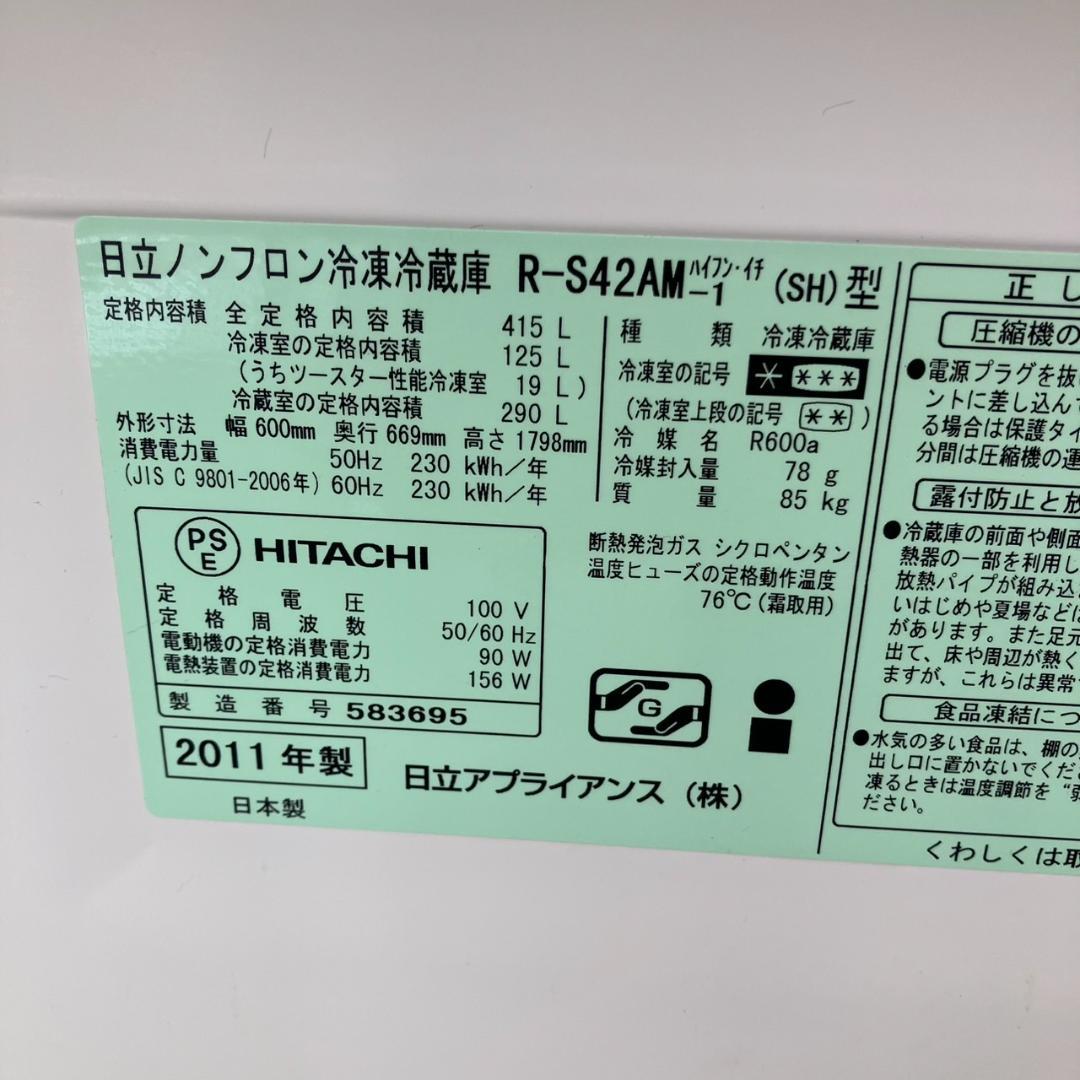 日立ノンフロン冷凍冷蔵庫 R-S42AM-1 ハイフン・イチ (SH)型
定格内容積 全定格内容積 415 L
冷凍室の定格内容積 125 L
(うちツースター性能冷凍室 19 L)
冷蔵室の定格内容積 290 L
外形寸法 幅 600mm 奥行 669mm 高さ 1798mm
消費電力量 50Hz 230 kWh/年
(JIS C 9801-2006年) 60Hz 230 kWh/年
種類 冷凍冷蔵庫
冷凍室の記号 * ***
(冷凍室上段の記号 **)
冷媒名 R600a
冷媒封入量 78 g
質量 85 kg
PS E HITACHI
定格電圧 100 V
定格周波数 50/60 Hz
電動機の定格消費電力 90 W
電熱装置の定格消費電力 156 W
製造番号 583695
2011年製
日本製
断熱発泡ガス シクロペンタン
温度ヒューズの定格動作温度
76℃(霜取用)
G
日立アプライアンス(株)
正し
圧縮機の
●電源プラグを抜い
ントに差し込んで
る場合は保護タイ
分間は圧縮機の運
露付防止と放
●冷蔵庫の前面や側面
熱器の一部を利用し
放熱パイプが組み込
いはじめや夏場などは
があります。また足元
出て、床や周辺が熱く
ますが、これらは異常
食品凍結につ
●水気の多い食品は、棚の
出し口に置かないでくだ
凍るときは温度調節を“弱
ださい。
くわしくは取